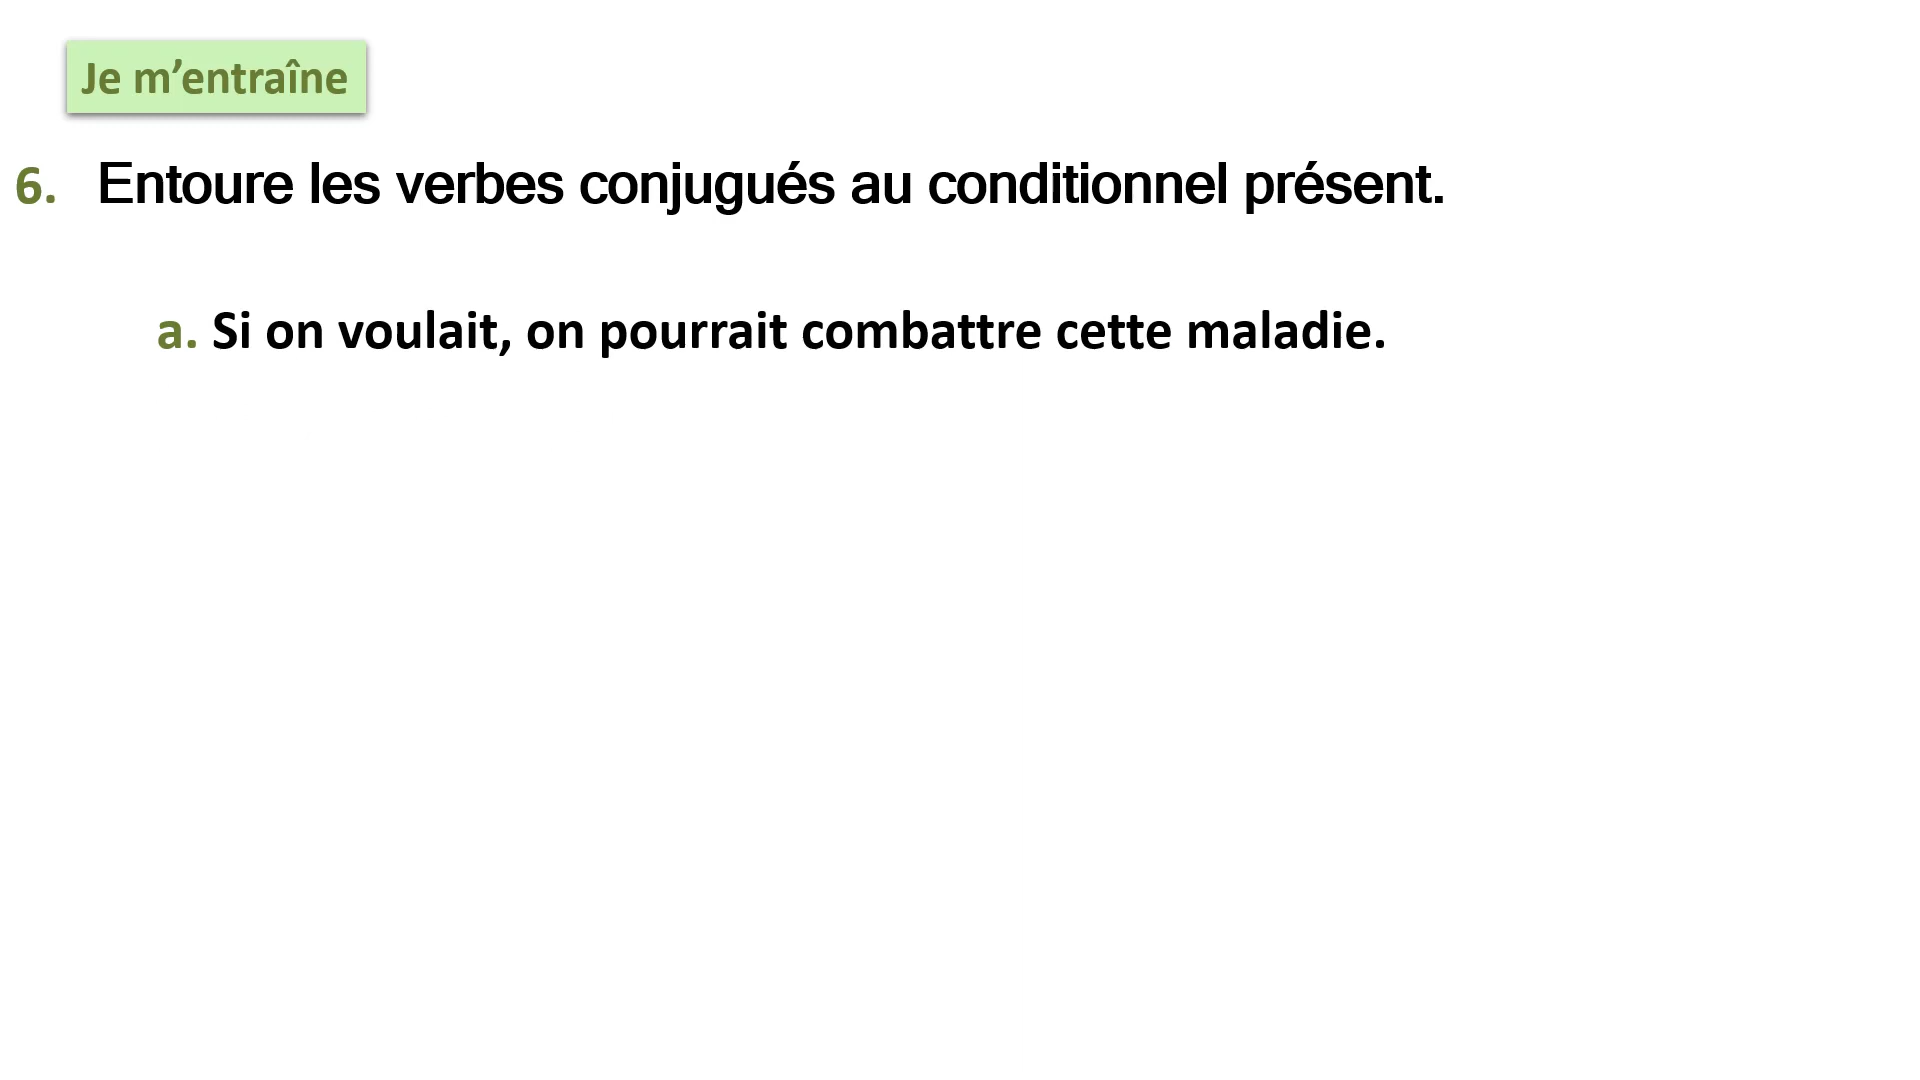 Je m’entraîne
6. Entoure les verbes conjugués au conditionnel présent.
a. Si on voulait, on pourrait combattre cette maladie.